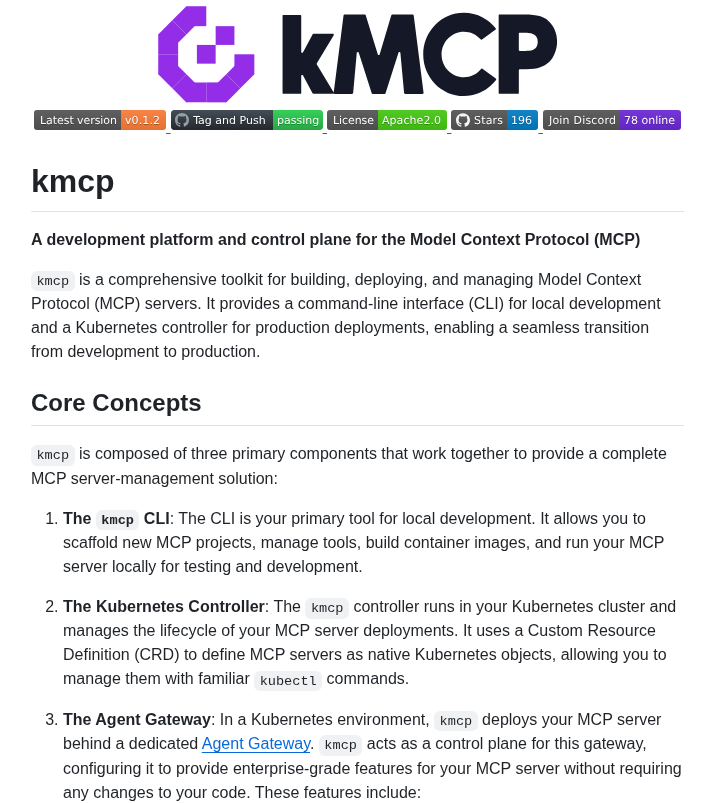 kMCP
Latest version v0.1.2 Tag and Push passing License Apache2.0 Stars 196 Join Discord 78 online
kmcp
A development platform and control plane for the Model Context Protocol (MCP)
kmcp is a comprehensive toolkit for building, deploying, and managing Model Context
Protocol (MCP) servers. It provides a command-line interface (CLI) for local development
and a Kubernetes controller for production deployments, enabling a seamless transition
from development to production.
Core Concepts
kmcp is composed of three primary components that work together to provide a complete
MCP server-management solution:
1. The kmcp CLI: The CLI is your primary tool for local development. It allows you to
scaffold new MCP projects, manage tools, build container images, and run your MCP
server locally for testing and development.
2. The Kubernetes Controller: The kmcp controller runs in your Kubernetes cluster and
manages the lifecycle of your MCP server deployments. It uses a Custom Resource
Definition (CRD) to define MCP servers as native Kubernetes objects, allowing you to
manage them with familiar kubectl commands.
3. The Agent Gateway: In a Kubernetes environment, kmcp deploys your MCP server
behind a dedicated Agent Gateway. kmcp acts as a control plane for this gateway,
configuring it to provide enterprise-grade features for your MCP server without requiring
any changes to your code. These features include: